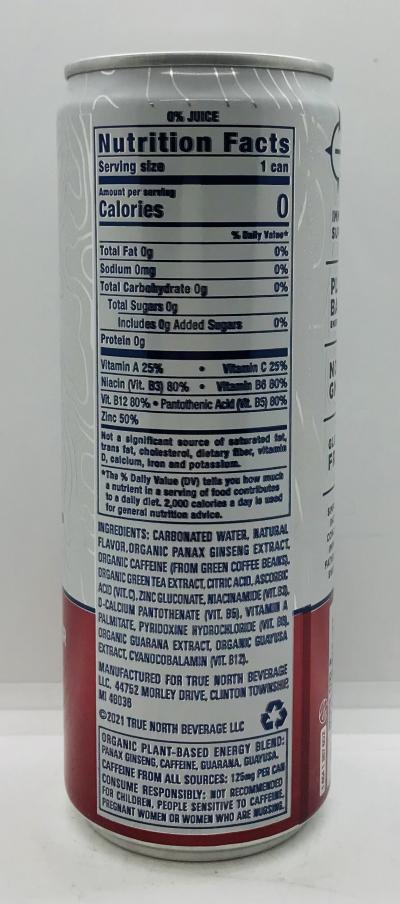 0% JUICE
Nutrition Facts
Serving size 1 can
Amount per serving
Calories 0
% Daily Value*
Total Fat 0g 0%
Sodium 0mg 0%
Total Carbohydrate 0g 0%
Total Sugars 0g
Includes 0g Added Sugars 0%
Protein 0g
Vitamin A 25% • Vitamin C 25%
Niacin (Vit. B3) 80% • Vitamin B6 80%
Vit. B12 80% • Pantothenic Acid (Vit. B5) 80%
Zinc 50%
Not a significant source of saturated fat,
trans fat, cholesterol, dietary fiber, vitamin
D, calcium, iron and potassium.
*The % Daily Value (DV) tells you how much
a nutrient in a serving of food contributes
to a daily diet. 2,000 calories a day is used
for general nutrition advice.
INGREDIENTS: CARBONATED WATER, NATURAL
FLAVOR, ORGANIC PANAX GINSENG EXTRACT,
ORGANIC CAFFEINE (FROM GREEN COFFEE BEANS),
ORGANIC GREEN TEA EXTRACT, CITRIC ACID, ASCORBIC
ACID (VIT.C), ZINC GLUCONATE, NIACINAMIDE (VIT.B3),
D-CALCIUM PANTOTHENATE (VIT. B5), VITAMIN A
PALMITATE, PYRIDOXINE HYDROCHLORIDE (VIT. B6),
ORGANIC GUARANA EXTRACT, ORGANIC GUAYUSA
EXTRACT, CYANOCOBALAMIN (VIT. B12).
MANUFACTURED FOR TRUE NORTH BEVERAGE
LLC, 44752 MORLEY DRIVE, CLINTON TOWNSHIP,
MI 48036
©2021 TRUE NORTH BEVERAGE LLC
ORGANIC PLANT-BASED ENERGY BLEND:
PANAX GINSENG, CAFFEINE, GUARANA, GUAYUSA.
CAFFEINE FROM ALL SOURCES: 125mg PER CAN
CONSUME RESPONSIBLY: NOT RECOMMENDED
FOR CHILDREN, PEOPLE SENSITIVE TO CAFFEINE,
PREGNANT WOMEN OR WOMEN WHO ARE NURSING.